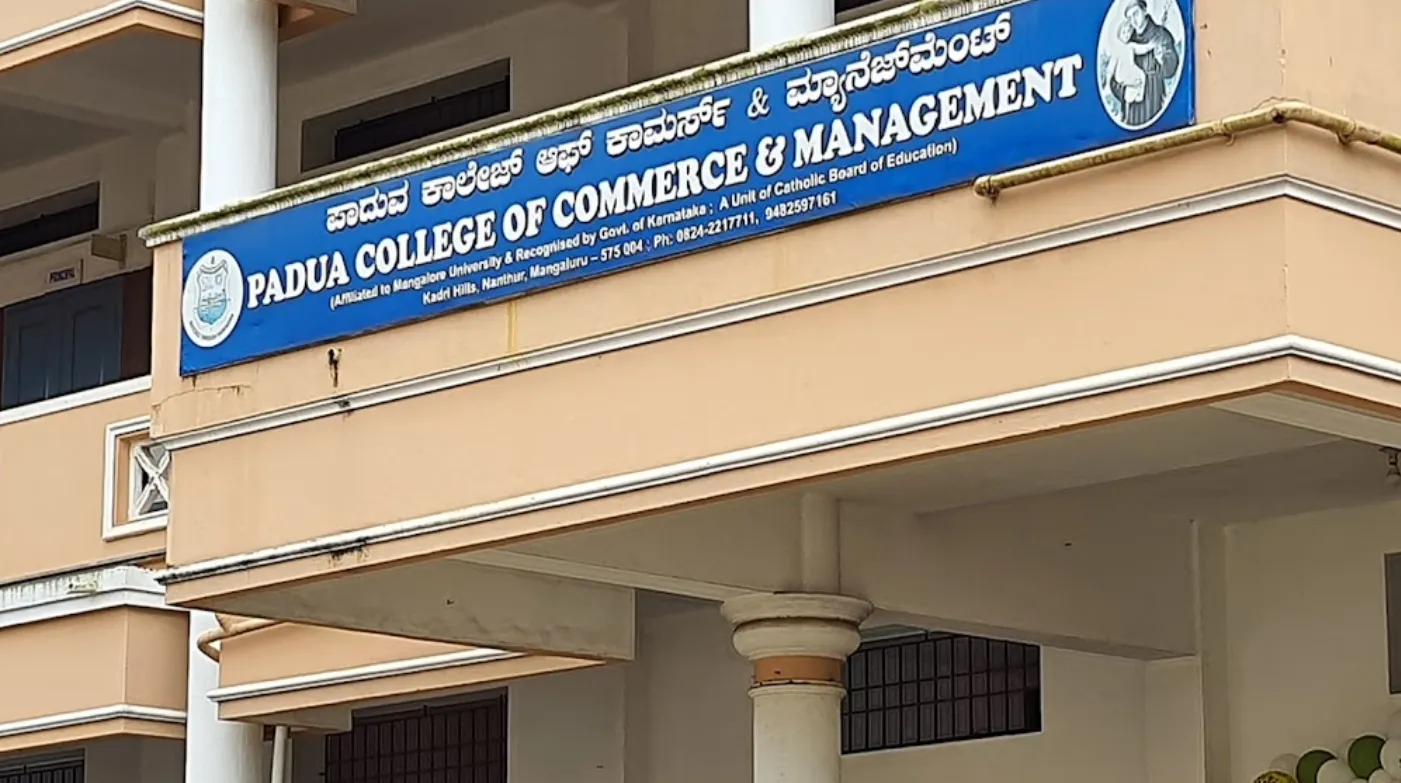 ಪಾದುವ ಕಾಲೇಜ್ ಆಫ್ ಕಾಮರ್ಸ್ & ಮ್ಯಾನೆಜ್‌ಮೆಂಟ್
PADUA COLLEGE OF COMMERCE & MANAGEMENT
(Affiliated to Mangalore University & Recognised by Govt. of Karnataka ; A Unit of Catholic Board of Education)
Kadri Hills, Nanthur, Mangaluru – 575 004 ; Ph: 0824-2217711, 9482597161
PRINCIPAL